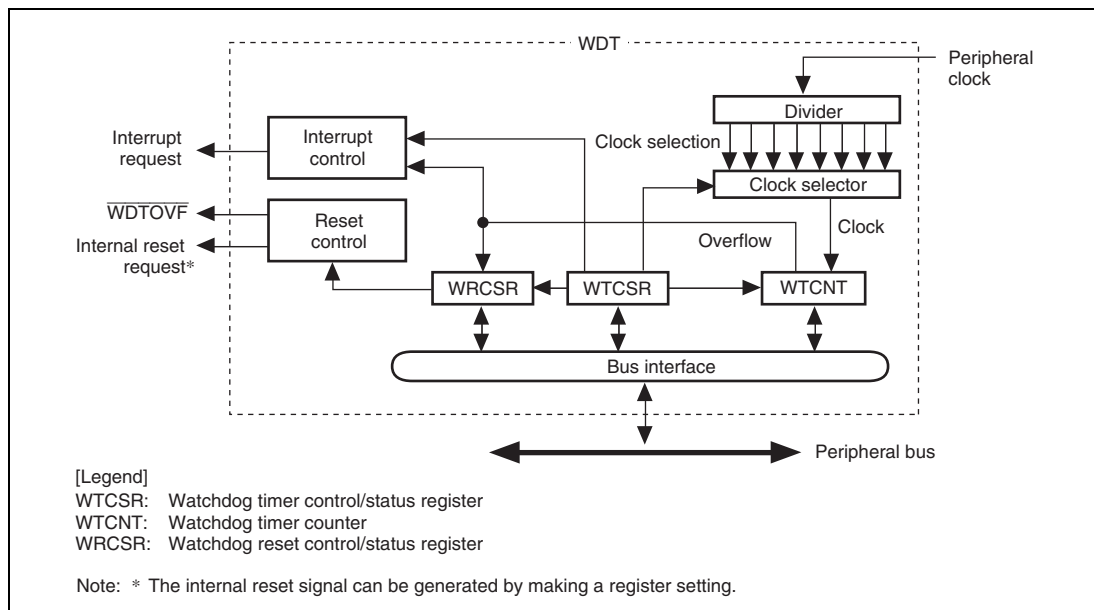 WDT
Peripheral
clock
Divider
Clock selection
Interrupt
request
Interrupt
control
Clock selector
WDTOVF
Internal reset
request*
Reset
control
Overflow
Clock
WRCSR
WTCSR
WTCNT
Bus interface
Peripheral bus
[Legend]
WTCSR: Watchdog timer control/status register
WTCNT: Watchdog timer counter
WRCSR: Watchdog reset control/status register
Note: * The internal reset signal can be generated by making a register setting.